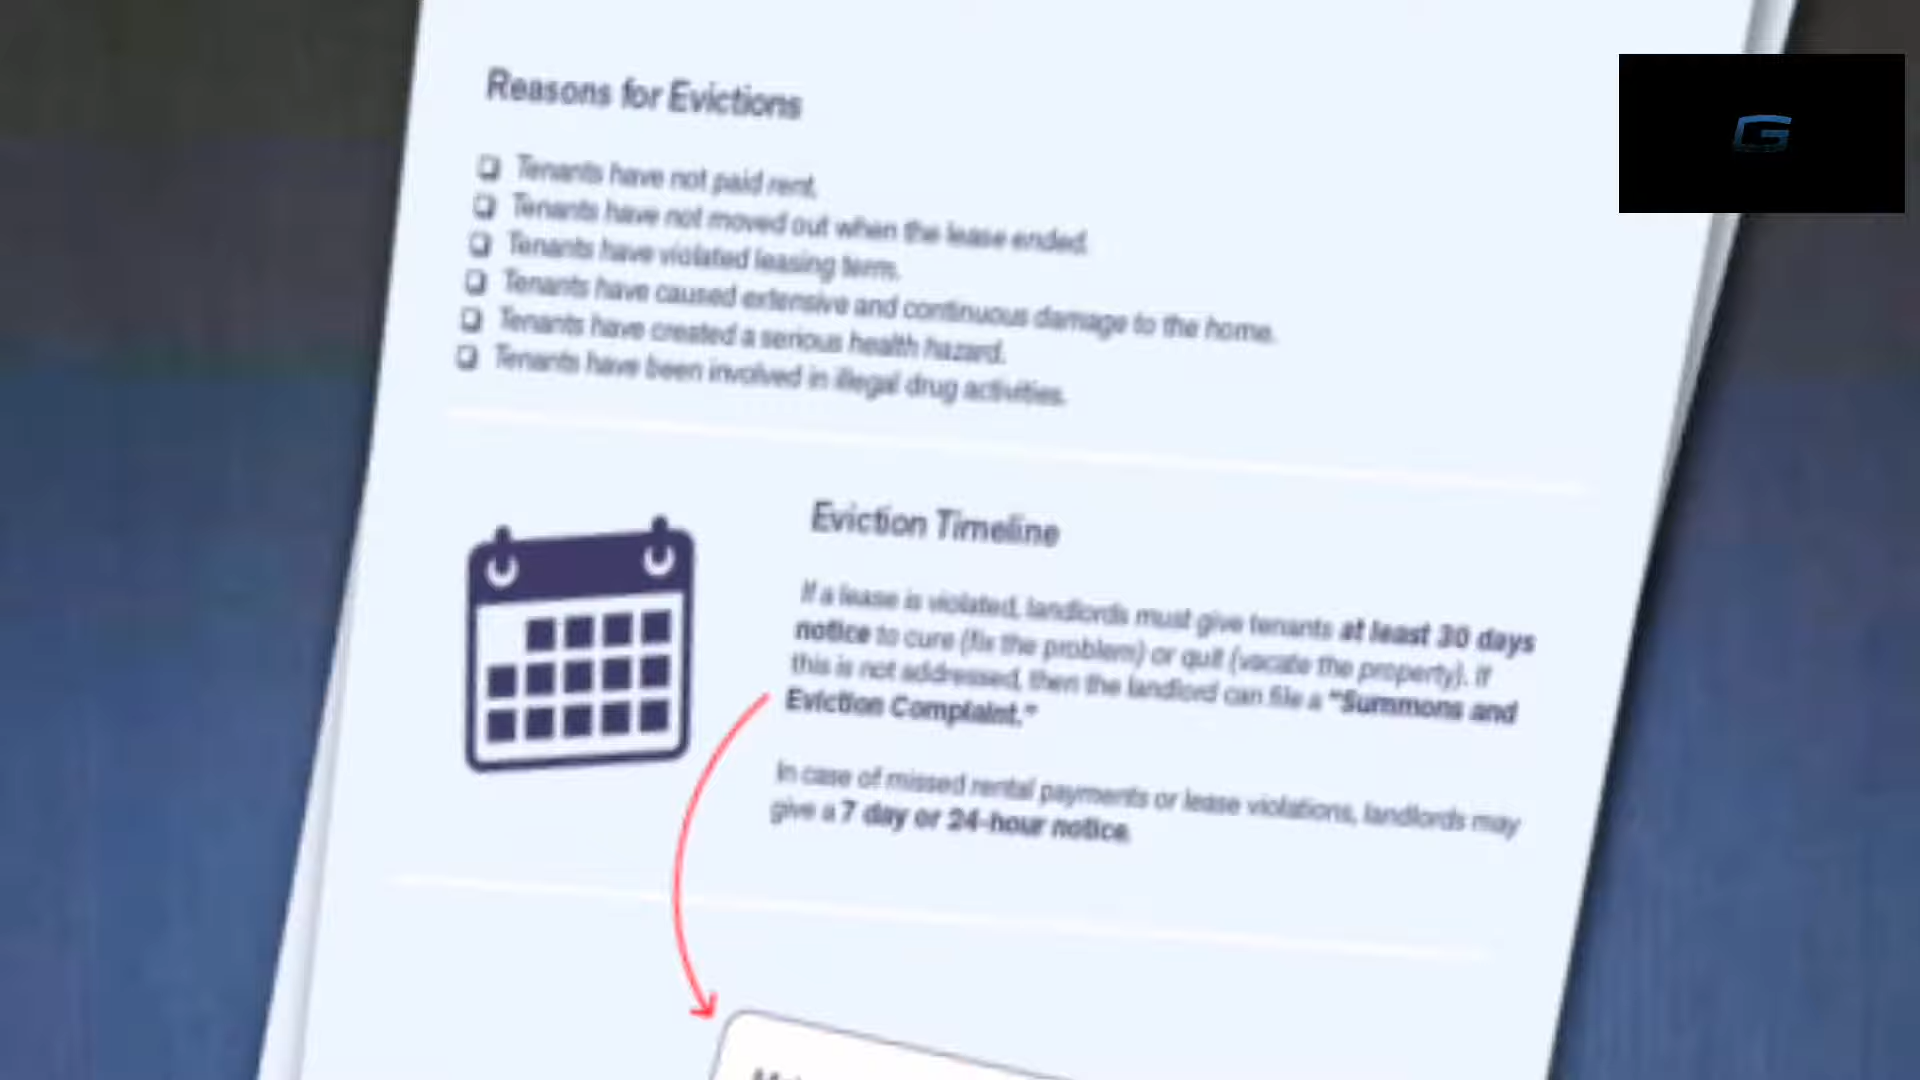 Reasons for Evictions
Tenants have not paid rent.
Tenants have not moved out when the lease ended.
Tenants have violated leasing term.
Tenants have caused extensive and continuous damage to the home.
Tenants have created a serious health hazard.
Tenants have been involved in illegal drug activities.
Eviction Timeline
If a lease is violated, landlords must give tenants at least 30 days
notice to cure (fix the problem) or quit (vacate the property). If
this is not addressed, then the landlord can file a "Summons and
Eviction Complaint."
In case of missed rental payments or lease violations, landlords may
give a 7 day or 24-hour notice.
G